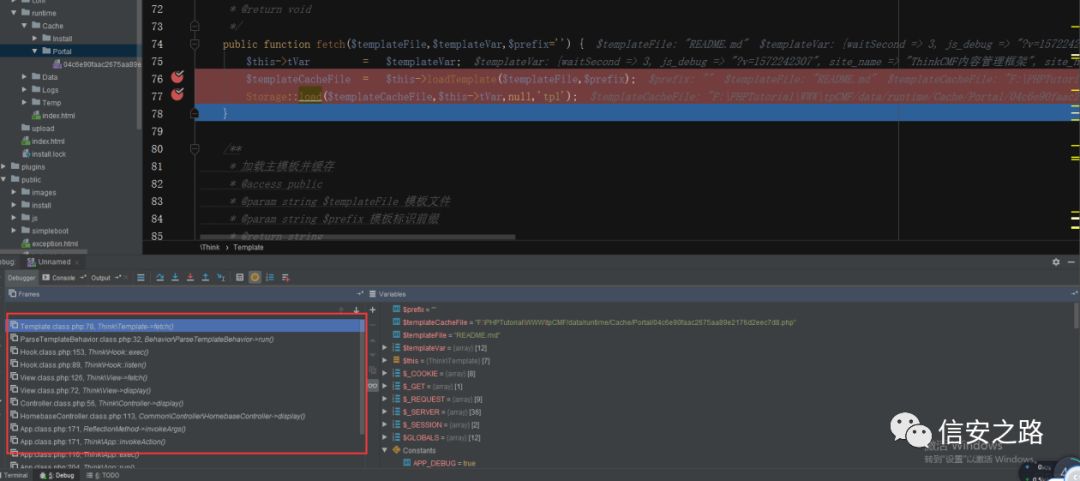 runtime
Cache
Install
Portal
04c6e90faac2675aa89e
Data
Logs
Temp
index.html
upload
index.html
install.lock
plugins
public
images
install
js
simpleboot
exception.html
72 * @return void
73 */
74 public function fetch($templateFile,$templateVar,$prefix='') { $templateFile: "README.md" $templateVar: {waitSecond => 3, js_debug => "?v=1572242
75 $this->tVar = $templateVar; $templateVar: {waitSecond => 3, js_debug => "?v=1572242307", site_name => "ThinkCMF内容管理框架", site_
76 $templateCacheFile = $this->loadTemplate($templateFile,$prefix); $prefix: "" $templateFile: "README.md" $templateCacheFile: "F:\PHPTutori
77 Storage::load($templateCacheFile,$this->tVar,null,'tpl'); $templateCacheFile: "F:\PHPTutorial\WWW\tpCMF/data/runtime/Cache/Portal/04c6e90faac
78 }
79
80 /**
81 * 加载主模板并缓存
82 * @access public
83 * @param string $templateFile 模板文件
84 * @param string $prefix 模板标识前缀
85 * @return string
\Think › Template
bug: Unnamed ×
Debugger Console Output
Frames
Variables
Template.class.php:78, Think\Template->fetch()
ParseTemplateBehavior.class.php:32, Behavior\ParseTemplateBehavior->run()
Hook.class.php:153, Think\Hook::exec()
Hook.class.php:89, Think\Hook::listen()
View.class.php:126, Think\View->fetch()
View.class.php:72, Think\View->display()
Controller.class.php:56, Think\Controller->display()
HomebaseController.class.php:113, Common\Controller\HomebaseController->display()
App.class.php:171, ReflectionMethod->invokeArgs()
App.class.php:171, Think\App::invokeAction()
App.class.php:116, Think\App::exec()
App.class.php:204, Think\App::run()
$prefix = ""
$templateCacheFile = "F:\PHPTutorial\WWW\tpCMF/data/runtime/Cache/Portal/04c6e90faac2675aa89e2176d2eec7d8.php"
$templateFile = "README.md"
$templateVar = {array} [12]
$this = {Think\Template} [7]
$_COOKIE = {array} [8]
$_GET = {array} [1]
$_REQUEST = {array} [9]
$_SERVER = {array} [36]
$_SESSION = {array} [2]
$GLOBALS = {array} [12]
Constants
APP_DEBUG = true
信安之路
激活 Windows
转到"设置"以激活 Windows。
Terminal 5: Debug 6: TODO